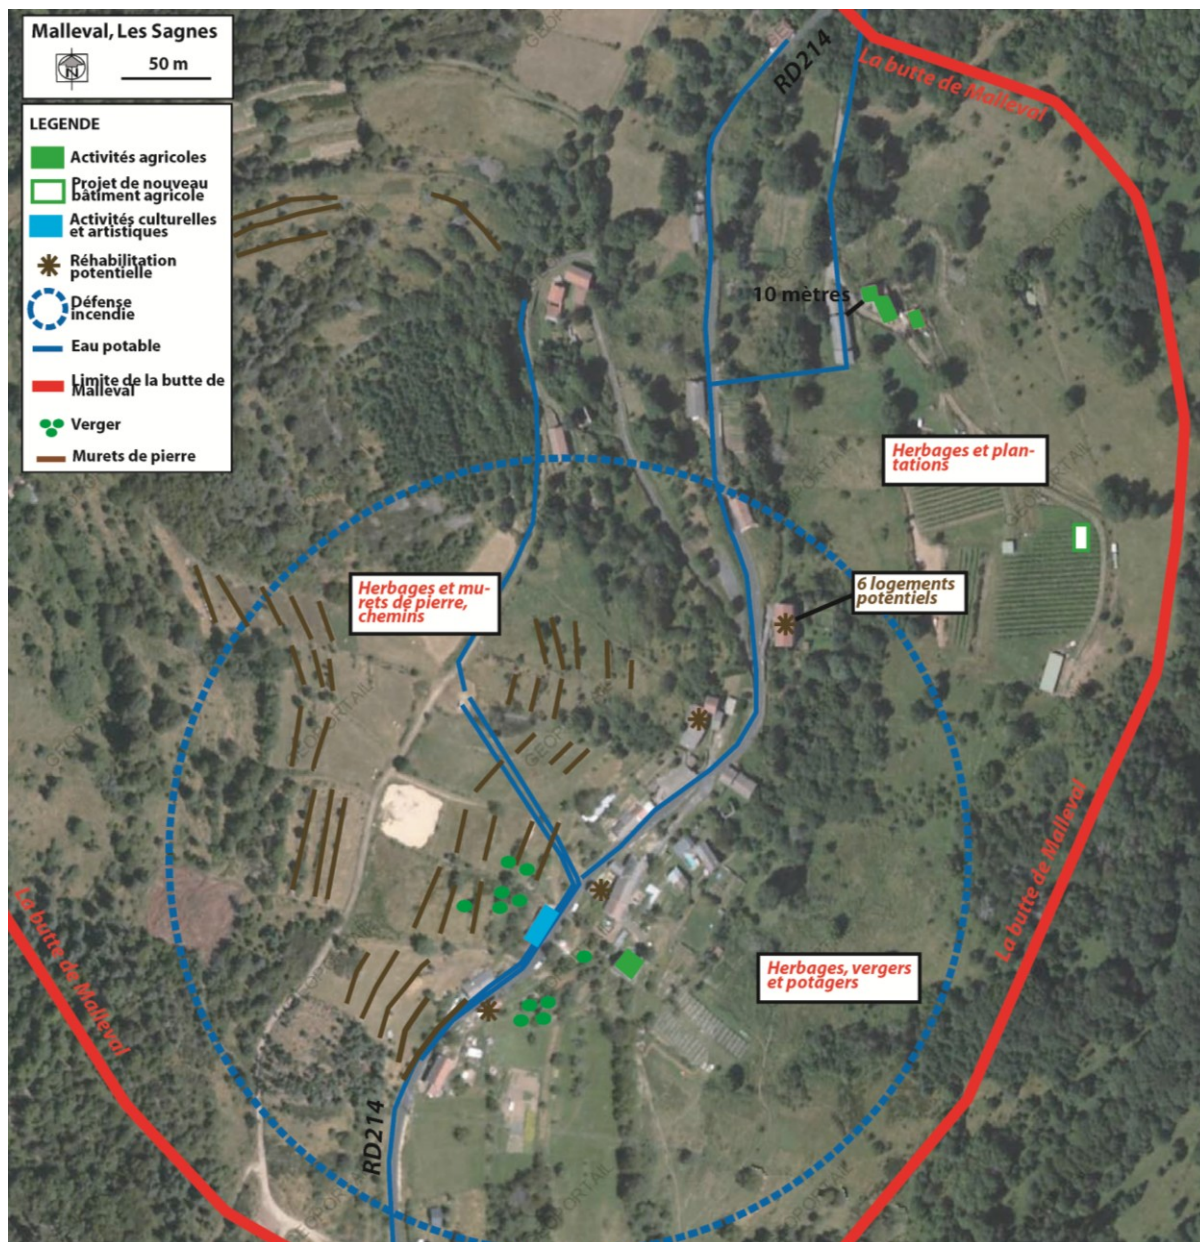 Malleval, Les Sagnes
N
50 m
LEGENDE
Activités agricoles
Projet de nouveau
bâtiment agricole
Activités culturelles
et artistiques
Réhabilitation
potentielle
Défense
incendie
Eau potable
Limite de la butte de
Malleval
Verger
Murets de pierre
RD214
La butte de Malleval
10 mètres
Herbages et plan-
tations
Herbages et mu-
rets de pierre,
chemins
6 logements
potentiels
La butte de Malleval
La butte de Malleval
Herbages, vergers
et potagers
RD214